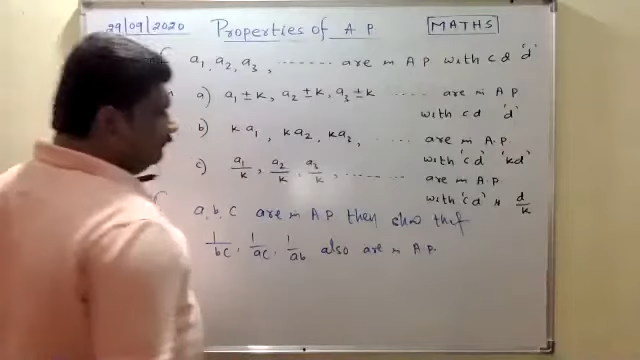 29/09/2020 Properties of A P MATHS
If a1, a2, a3, ....... are in A P with cd 'd'
a) a1 ± k, a2 ± k, a3 ± k .... are in A P
with cd 'd'
b) ka1, ka2, ka3, .... are in A.P.
with 'cd' 'kd'
c) a1/k, a2/k, a3/k, ........ are in A.P.
with 'cd' is d/k
If a, b, c are in A P then show that
1/bc, 1/ac, 1/ab also are in A.P.